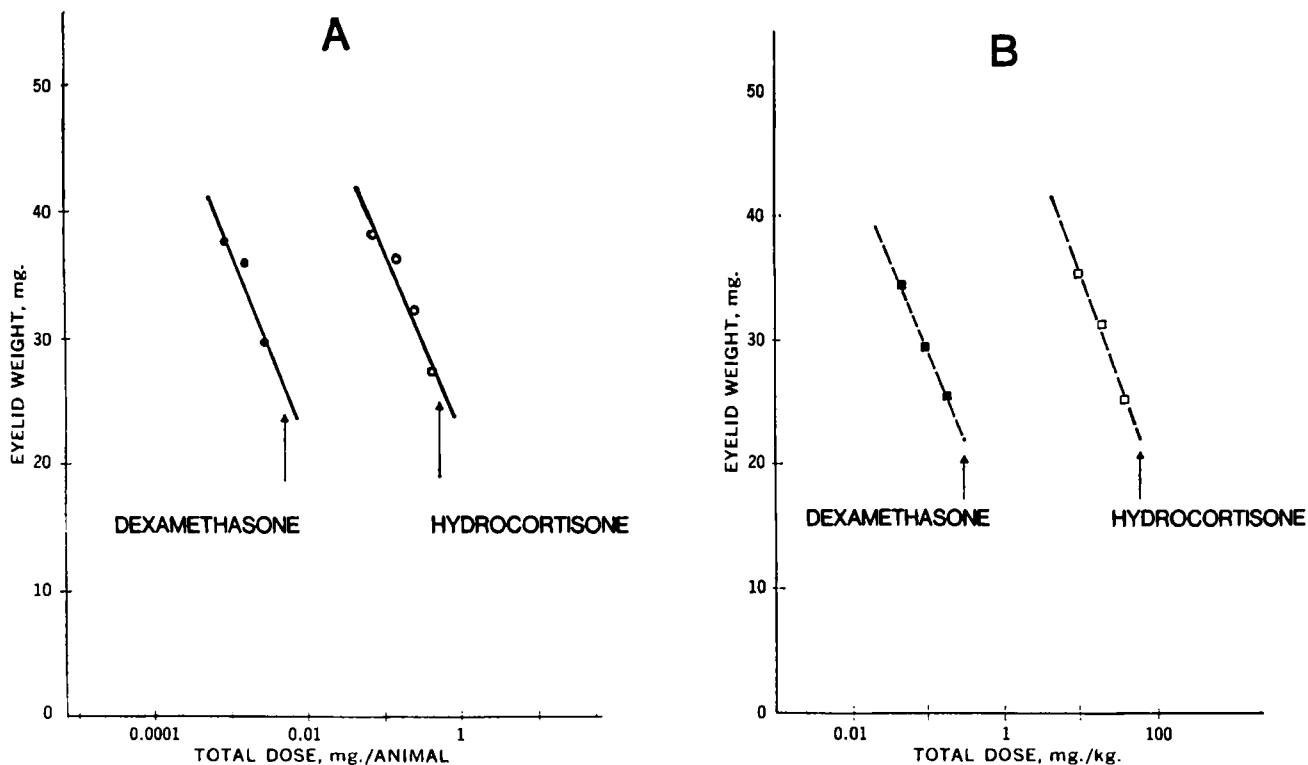 A
50
40
30
20
10
0
EYELID WEIGHT, mg.
DEXAMETHASONE
HYDROCORTISONE
0.0001
0.01
1
TOTAL DOSE, mg./ANIMAL
B
50
40
30
20
10
0
EYELID WEIGHT, mg.
DEXAMETHASONE
HYDROCORTISONE
0.01
1
100
TOTAL DOSE, mg./kg.